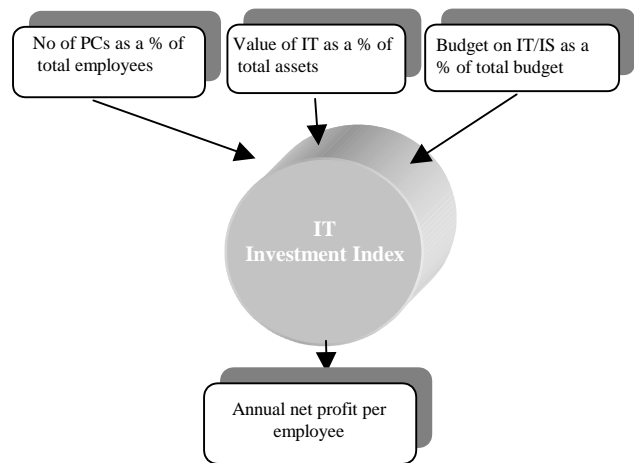 No of PCs as a % of
total employees
Value of IT as a % of
total assets
Budget on IT/IS as a
% of total budget
IT
Investment Index
Annual net profit per
employee